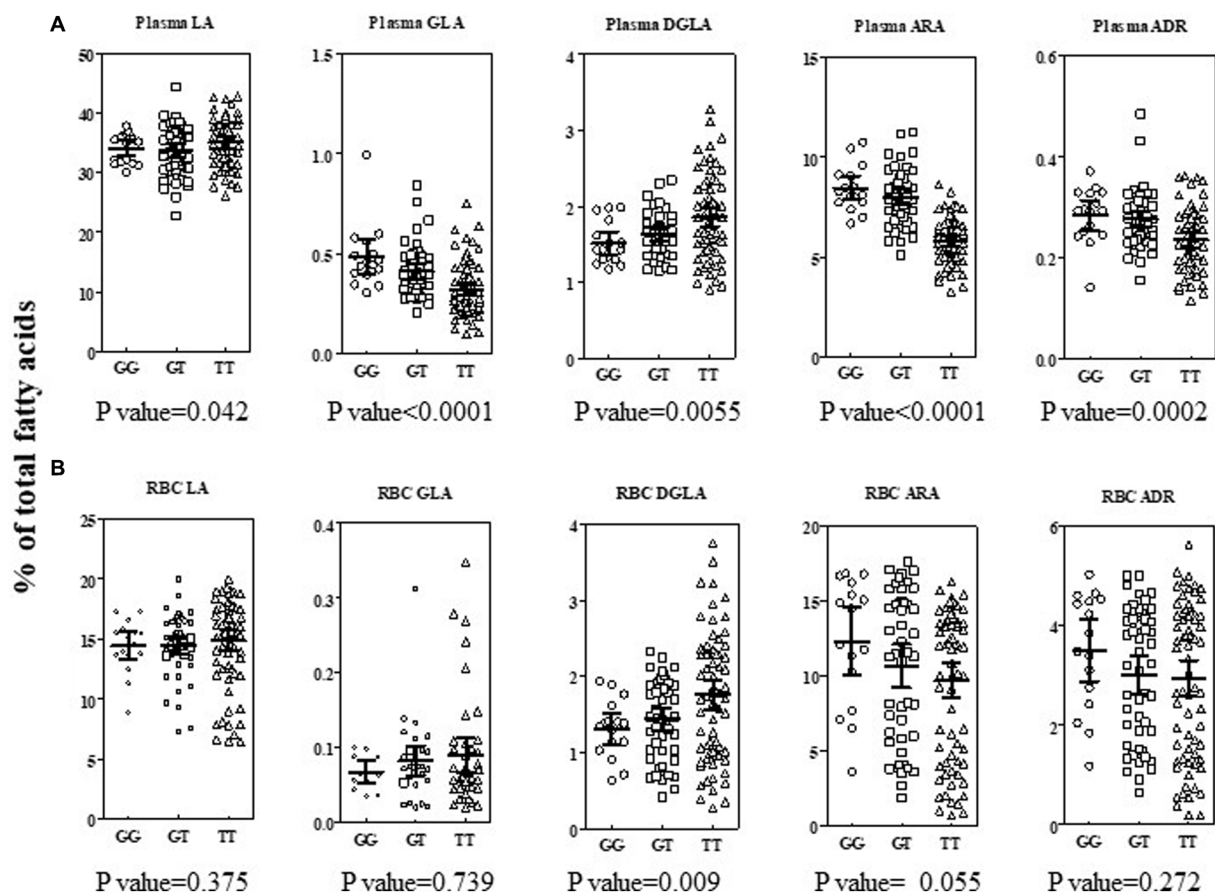 A
Plasma LA
Plasma GLA
Plasma DGLA
Plasma ARA
Plasma ADR
50
40
30
20
10
0
GG GT TT
1.5
1.0
0.5
0.0
GG GT TT
4
3
2
1
0
GG GT TT
15
10
5
0
GG GT TT
0.6
0.4
0.2
0.0
GG GT TT
P value=0.042
P value<0.0001
P value=0.0055
P value<0.0001
P value=0.0002
% of total fatty acids
B
RBC LA
RBC GLA
RBC DGLA
RBC ARA
RBC ADR
25
20
15
10
5
0
GG GT TT
0.4
0.3
0.2
0.1
0.0
GG GT TT
4
3
2
1
0
GG GT TT
20
15
10
5
0
GG GT TT
6
4
2
0
GG GT TT
P value=0.375
P value=0.739
P value=0.009
P value= 0.055
P value=0.272